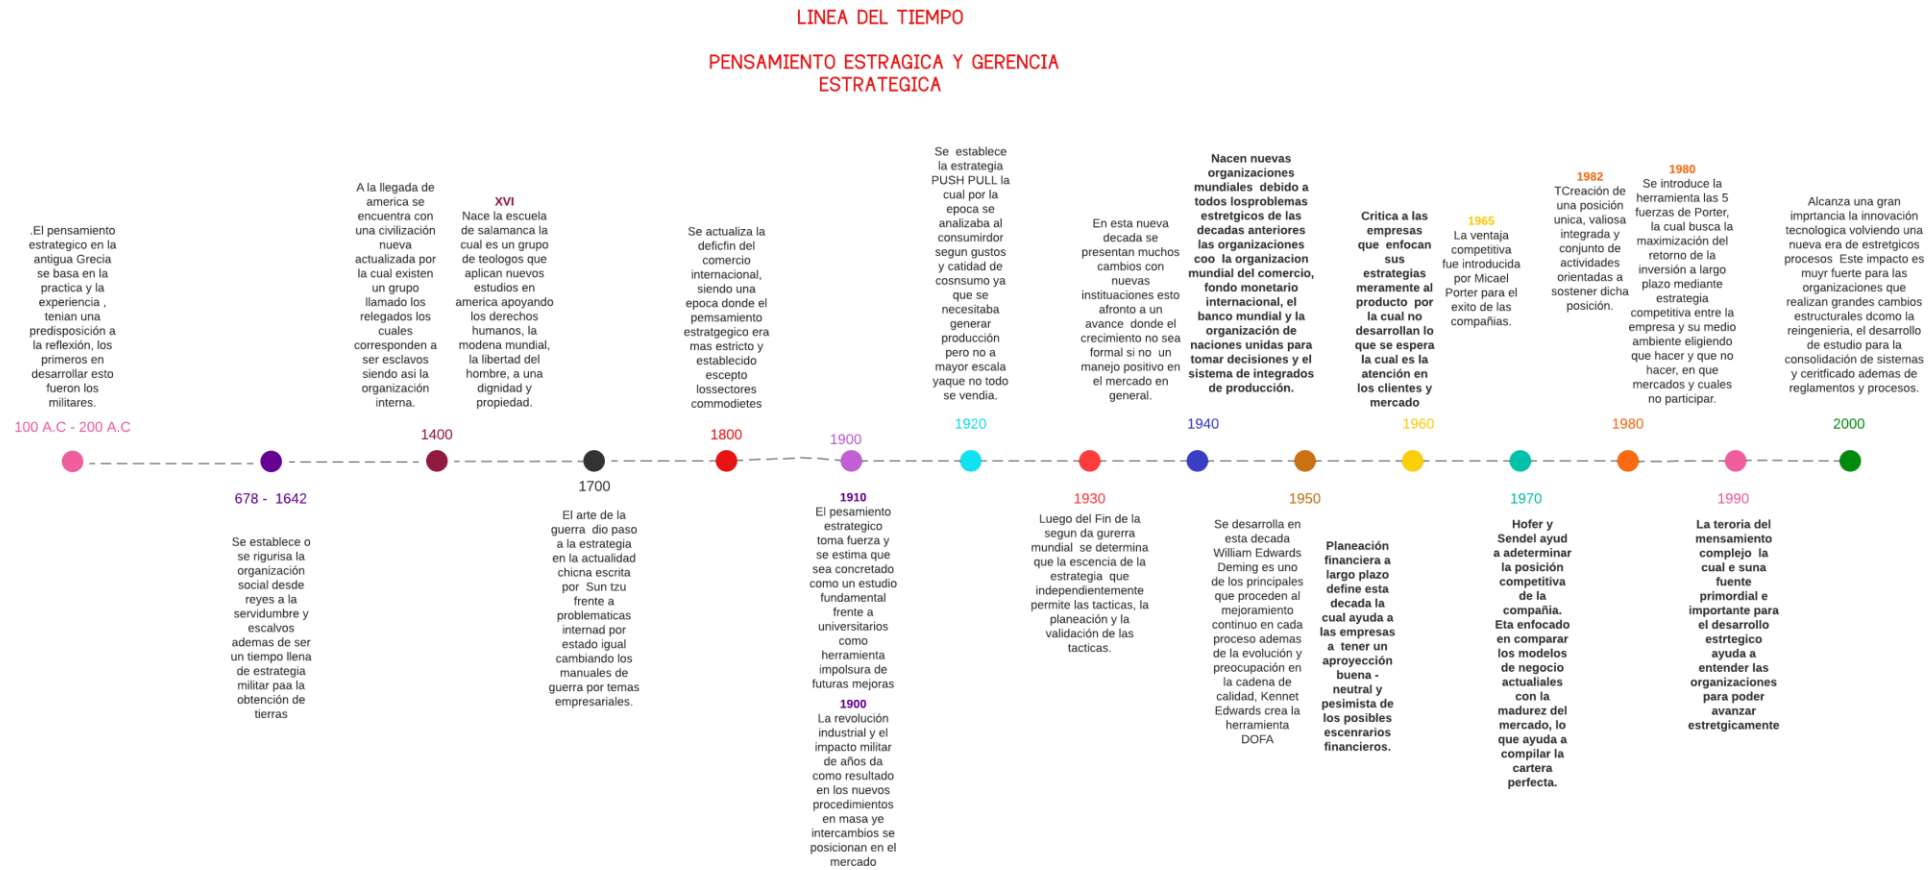 LINEA DEL TIEMPO
PENSAMIENTO ESTRAGICA Y GERENCIA
ESTRATEGICA
.El pensamiento
estrategico en la
antigua Grecia
se basa en la
practica y la
experiencia ,
tenian una
predisposición a
la reflexión, los
primeros en
desarrollar esto
fueron los
militares.
100 A.C - 200 A.C
678 -  1642
Se establece o
se rigurisa la
organización
social desde
reyes a la
servidumbre y
escalvos
ademas de ser
un tiempo llena
de estrategia
militar paa la
obtención de
tierras
A la llegada de
america se
encuentra con
una civilización
nueva
actualizada por
la cual existen
un grupo
llamado los
relegados los
cuales
corresponden a
ser esclavos
siendo asi la
organización
interna.
XVI
Nace la escuela
de salamanca la
cual es un grupo
de teologos que
aplican nuevos
estudios en
america apoyando
los derechos
humanos, la
modena mundial,
la libertad del
hombre, a una
dignidad y
propiedad.
1400
1700
El arte de la
guerra  dio paso
a la estrategia
en la actualidad
chicna escrita
por  Sun tzu
frente a
problematicas
internad por
estado igual
cambiando los
manuales de
guerra por temas
empresariales.
Se actualiza la
deficfin del
comercio
internacional,
siendo una
epoca donde el
pemsamiento
estratgegico era
mas estricto y
establecido
escepto
lossectores
commodietes
1800
1900
1910
El pesamiento
estrategico
toma fuerza y
se estima que
sea concretado
como un estudio
fundamental
frente a
universitarios
como
herramienta
impolsura de
futuras mejoras
1900
La revolución
industrial y el
impacto militar
de años da
como resultado
en los nuevos
procedimientos
en masa ye
intercambios se
posicionan en el
mercado
Se  establece
la estrategia
PUSH PULL la
cual por la
epoca se
analizaba al
consumirdor
segun gustos
y catidad de
cosnsumo ya
que se
necesitaba
generar
producción
pero no a
mayor escala
yaque no todo
se vendia.
1920
En esta nueva
decada se
presentan muchos
cambios con
nuevas
instituaciones esto
afronto a un
avance  donde el
crecimiento no sea
formal si no  un
manejo positivo en
el mercado en
general.
1930
Luego del Fin de la
segun da gurerra
mundial  se determina
que la escencia de la
estrategia  que
independientemente
permite las tacticas, la
planeación y la
validación de las
tacticas.
Nacen nuevas
organizaciones
mundiales  debido a
todos losproblemas
estretgicos de las
decadas anteriores
las organizaciones
coo  la organizacion
mundial del comercio,
fondo monetario
internacional, el
banco mundial y la
organización de
naciones unidas para
tomar decisiones y el
sistema de integrados
de producción.
1940
1950
Se desarrolla en
esta decada
William Edwards
Deming es uno
de los principales
que proceden al
mejoramiento
continuo en cada
proceso ademas
de la evolución y
preocupación en
la cadena de
calidad, Kennet
Edwards crea la
herramienta
DOFA
Planeación
financiera a
largo plazo
define esta
decada la
cual ayuda a
las empresas
a  tener un
aproyección
buena -
neutral y
pesimista de
los posibles
escenrarios
financieros.
Critica a las
empresas
que  enfocan
sus
estrategias
meramente al
producto  por
la cual no
desarrollan lo
que se espera
la cual es la
atención en
los clientes y
mercado
1965
La ventaja
competitiva
fue introducida
por Micael
Porter para el
exito de las
compañias.
1960
1970
Hofer y
Sendel ayud
a adeterminar
la posición
competitiva
de la
compañia.
Eta enfocado
en comparar
los modelos
de negocio
actualiales
con la
madurez del
mercado, lo
que ayuda a
compilar la
cartera
perfecta.
1982
TCreación de
una posición
unica, valiosa
integrada y
conjunto de
actividades
orientadas a
sostener dicha
posición.
1980
Se introduce la
herramienta las 5
fuerzas de Porter,
la cual busca la
maximización del
retorno de la
inversión a largo
plazo mediante
estrategia
competitiva entre la
empresa y su medio
ambiente eligiendo
que hacer y que no
hacer, en que
mercados y cuales
no participar.
1980
1990
La teroria del
mensamiento
complejo  la
cual e suna
fuente
primordial e
importante para
el desarrollo
estrtegico
ayuda a
entender las
organizaciones
para poder
avanzar
estretgicamente
Alcanza una gran
imprtancia la innovación
tecnologica volviendo una
nueva era de estretgicos
procesos  Este impacto es
muyr fuerte para las
organizaciones que
realizan grandes cambios
estructurales dcomo la
reingenieria, el desarrollo
de estudio para la
consolidación de sistemas
y ceritficado ademas de
reglamentos y procesos.
2000